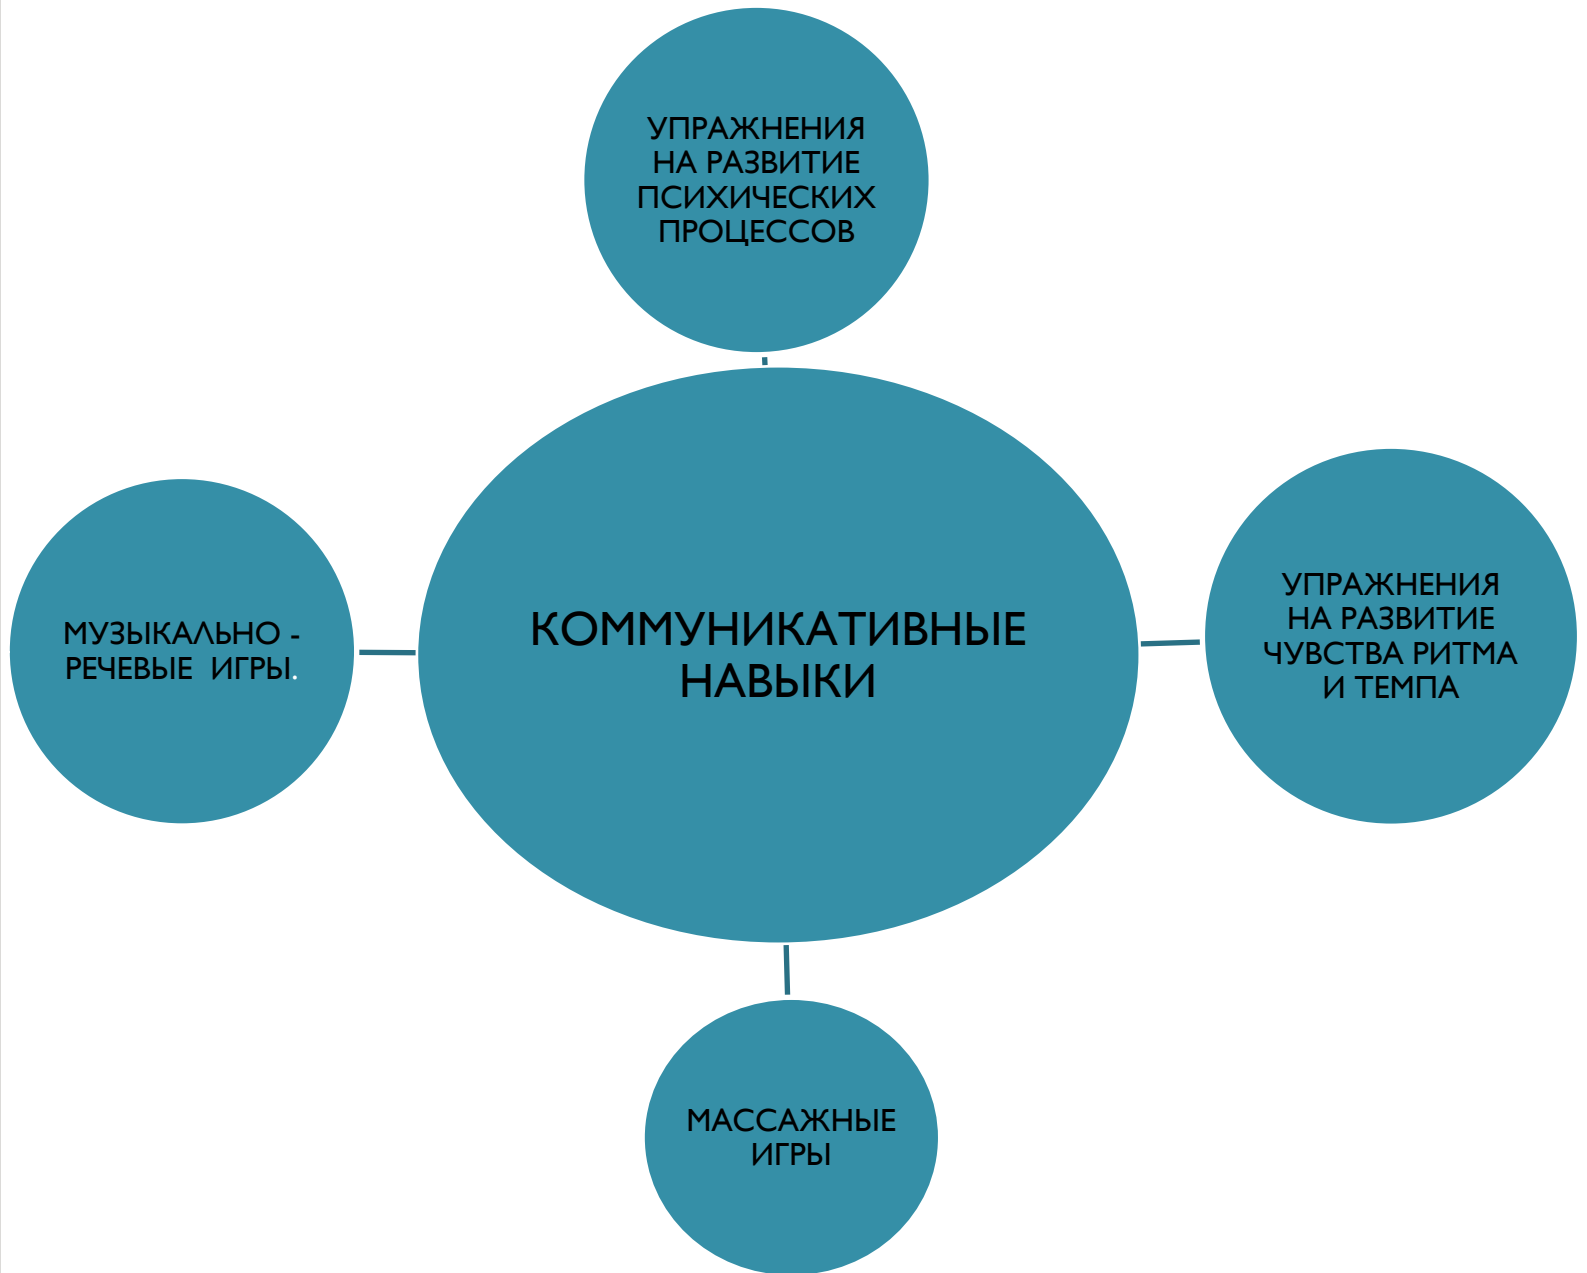 УПРАЖНЕНИЯ
НА РАЗВИТИЕ
ПСИХИЧЕСКИХ
ПРОЦЕССОВ
МУЗЫКАЛЬНО -
РЕЧЕВЫЕ ИГРЫ.
КОММУНИКАТИВНЫЕ
НАВЫКИ
УПРАЖНЕНИЯ
НА РАЗВИТИЕ
ЧУВСТВА РИТМА
И ТЕМПА
МАССАЖНЫЕ
ИГРЫ